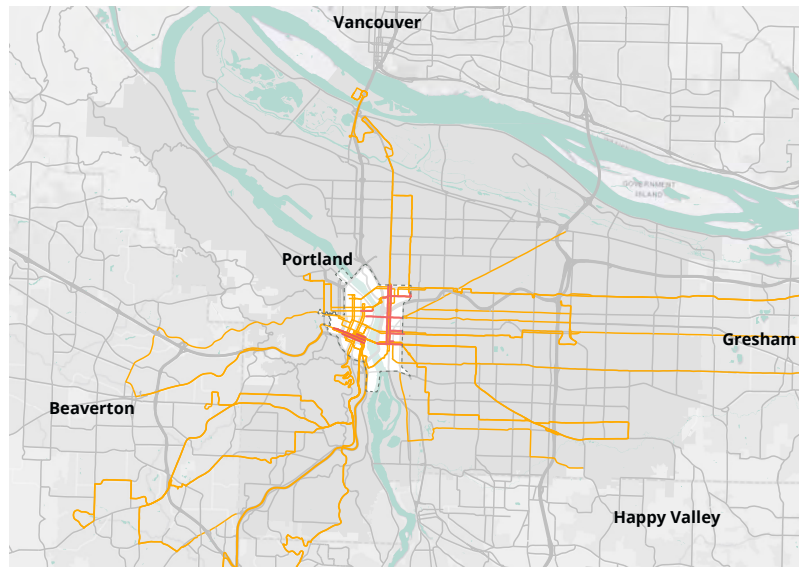 Vancouver
GOVERNMENT
ISLAND
Portland
Gresham
Beaverton
Happy Valley